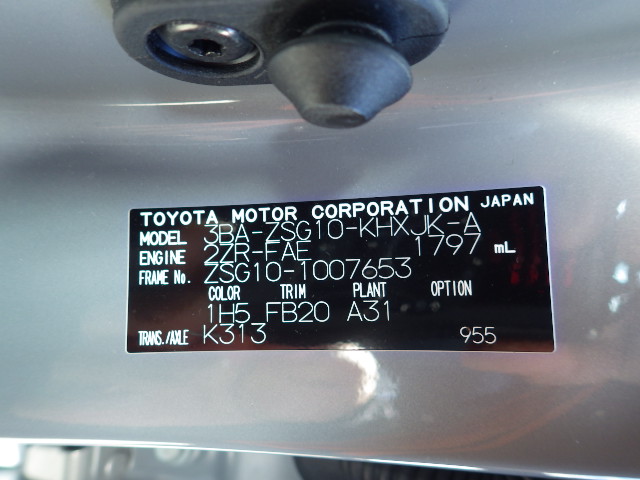 TOYOTA MOTOR CORPORATION JAPAN
MODEL 3BA-ZSG10-KHXJK-A
ENGINE 2ZR-FAE 1797 mL
FRAME No. ZSG10-1007653
COLOR TRIM PLANT OPTION
1H5 FB20 A31
TRANS./AXLE K313 955